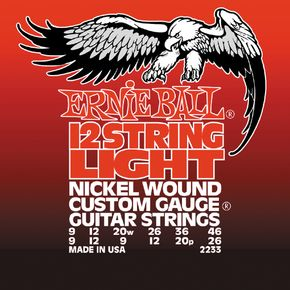 ERNiE BALL®
12 STRING
LIGHT
NICKEL WOUND
CUSTOM GAUGE®
GUITAR STRINGS
9 12 20w 26 36 46
9 12 9 12 20p 26
MADE IN USA 2233